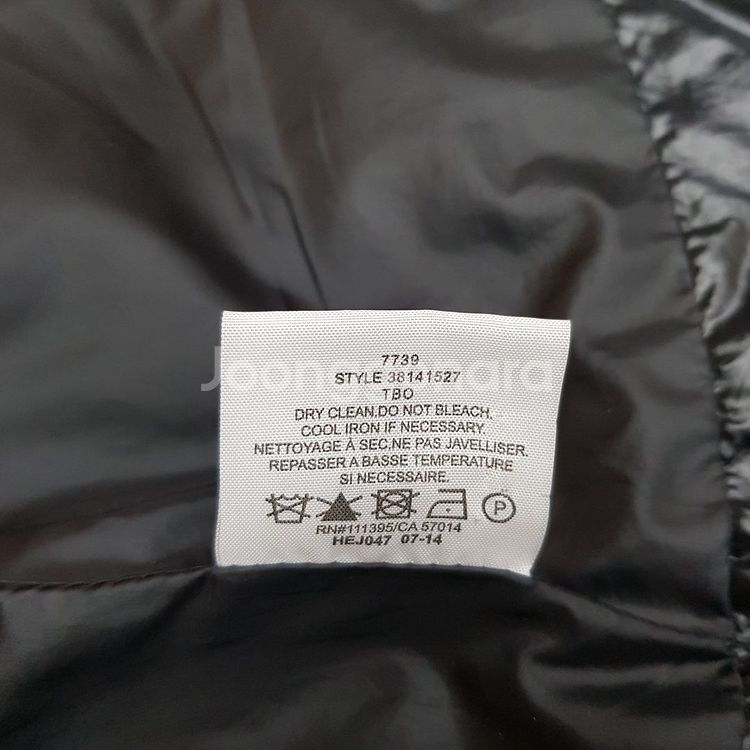 7739
STYLE 38141527
TBO
DRY CLEAN.DO NOT BLEACH.
COOL IRON IF NECESSARY.
NETTOYAGE À SEC.NE PAS JAVELLISER.
REPASSER A BASSE TEMPERATURE
SI NECESSAIRE.
P
RN#111395/CA 57014
HEJ047 07-14
Joongonara